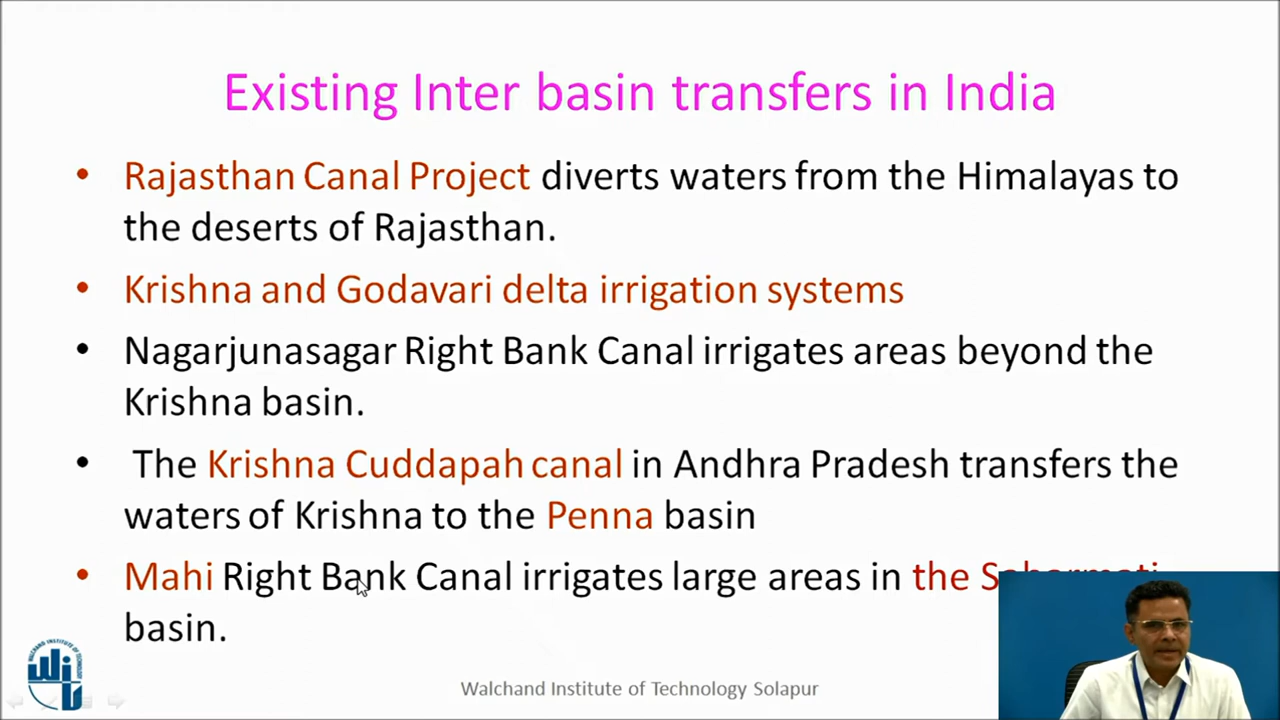 Existing Inter basin transfers in India
• Rajasthan Canal Project diverts waters from the Himalayas to
the deserts of Rajasthan.
• Krishna and Godavari delta irrigation systems
• Nagarjunasagar Right Bank Canal irrigates areas beyond the
Krishna basin.
• The Krishna Cuddapah canal in Andhra Pradesh transfers the
waters of Krishna to the Penna basin
• Mahi Right Bank Canal irrigates large areas in the
basin.
Walchand Institute of Technology Solapur